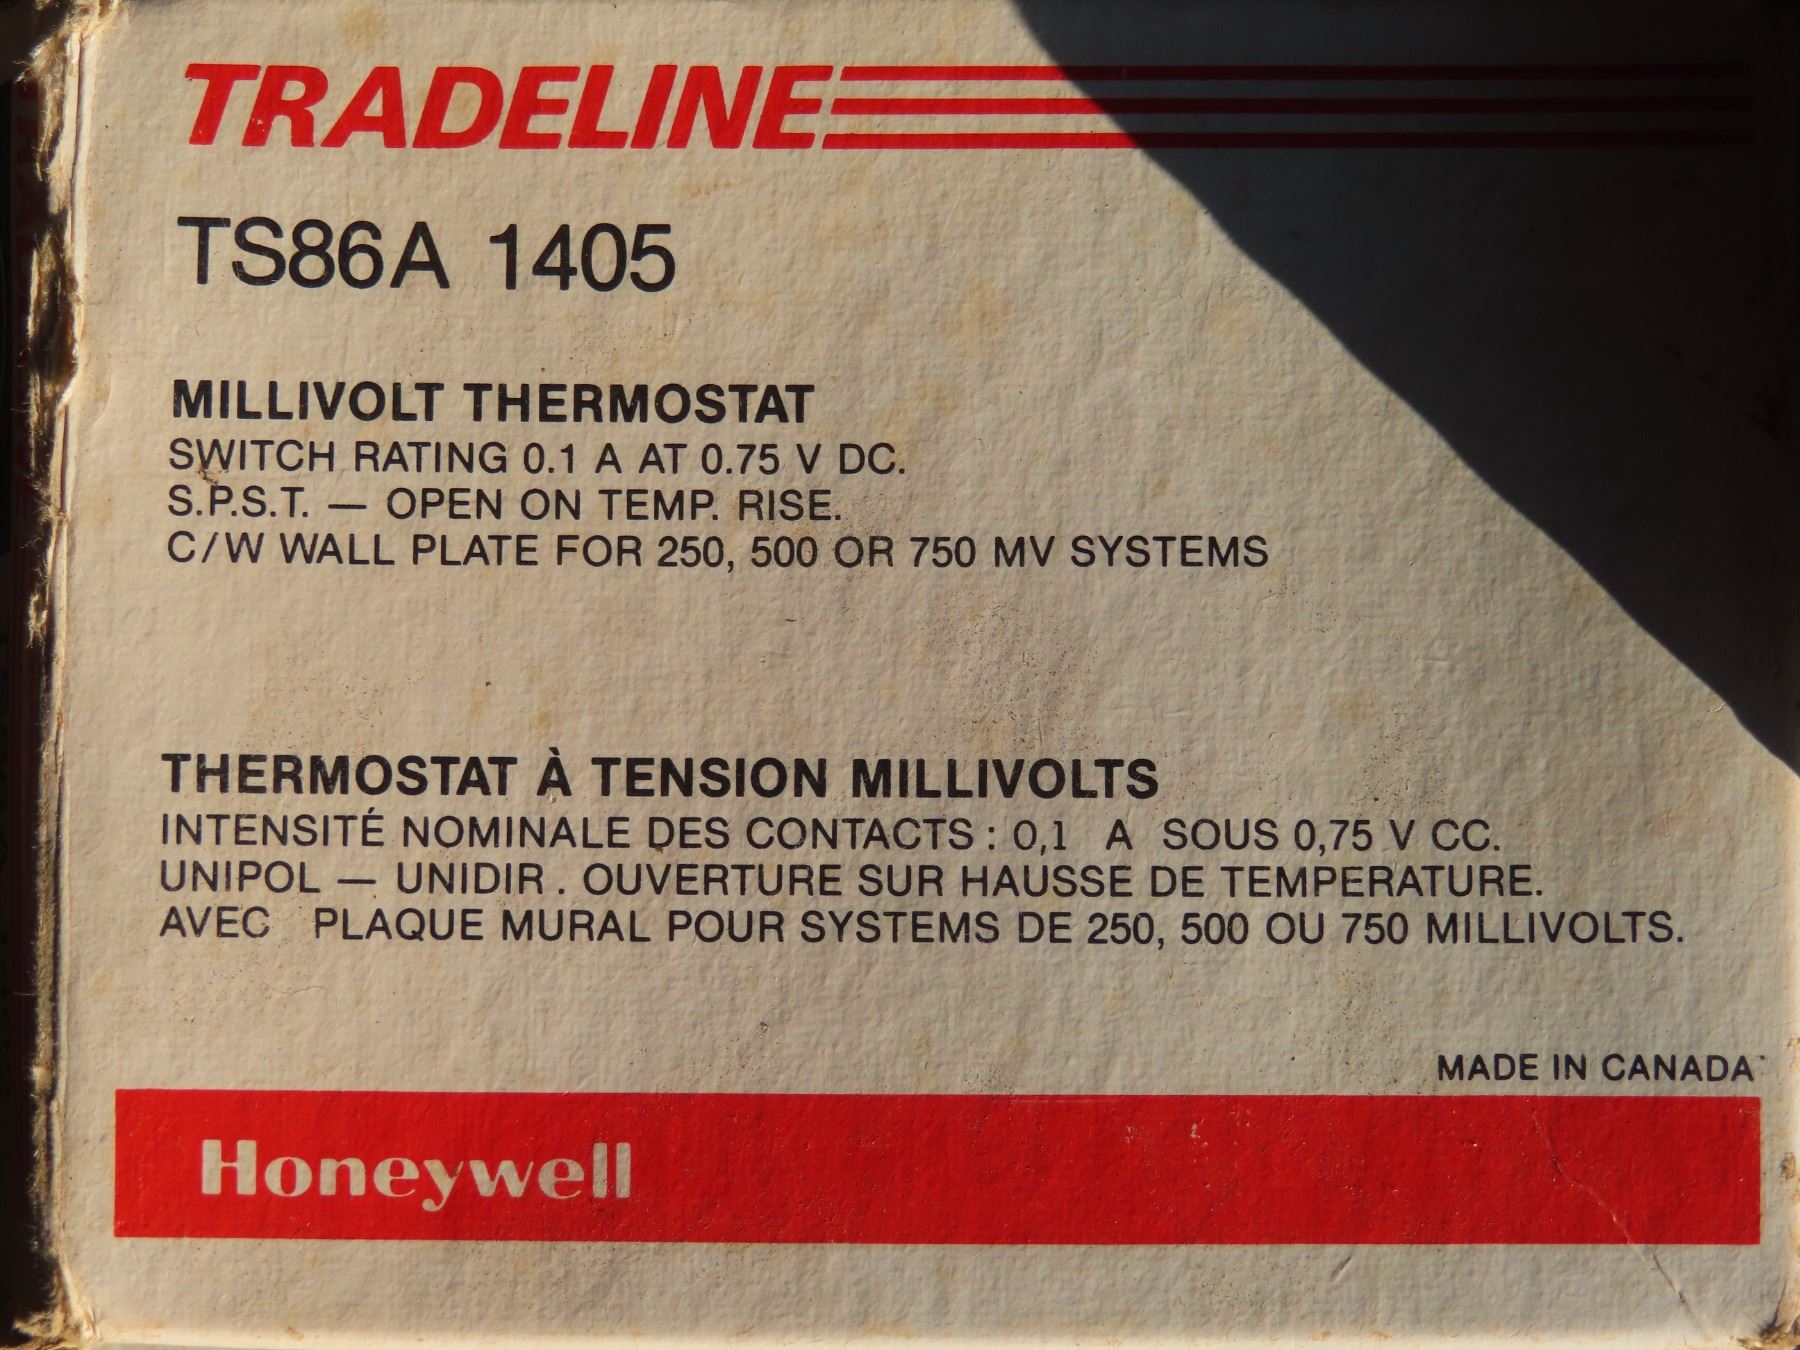 TRADELINE
TS86A 1405
MILLIVOLT THERMOSTAT
SWITCH RATING 0.1 A AT 0.75 V DC.
S.P.S.T. — OPEN ON TEMP. RISE.
C/W WALL PLATE FOR 250, 500 OR 750 MV SYSTEMS
THERMOSTAT À TENSION MILLIVOLTS
INTENSITÉ NOMINALE DES CONTACTS : 0,1 A SOUS 0,75 V CC.
UNIPOL — UNIDIR . OUVERTURE SUR HAUSSE DE TEMPERATURE.
AVEC PLAQUE MURAL POUR SYSTEMS DE 250, 500 OU 750 MILLIVOLTS.
MADE IN CANADA
Honeywell